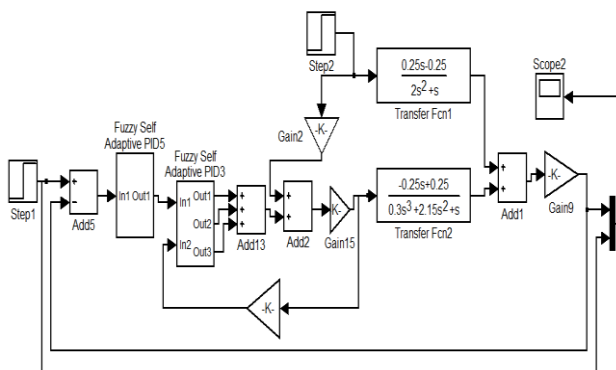 Step2
0.25s-0.25
2s²+s
Transfer Fcn1
Scope2
-K-
Gain2
Fuzzy Self
Adaptive PID5
Fuzzy Self
Adaptive PID3
Step1
+
−
Add5
In1 Out1
In1 Out1
Out2
In2 Out3
+
+
+
Add13
+
+
Add2
K-
Gain15
-0.25s+0.25
0.3s³+2.15s²+s
Transfer Fcn2
+
+
Add1
-K-
Gain9
-K-